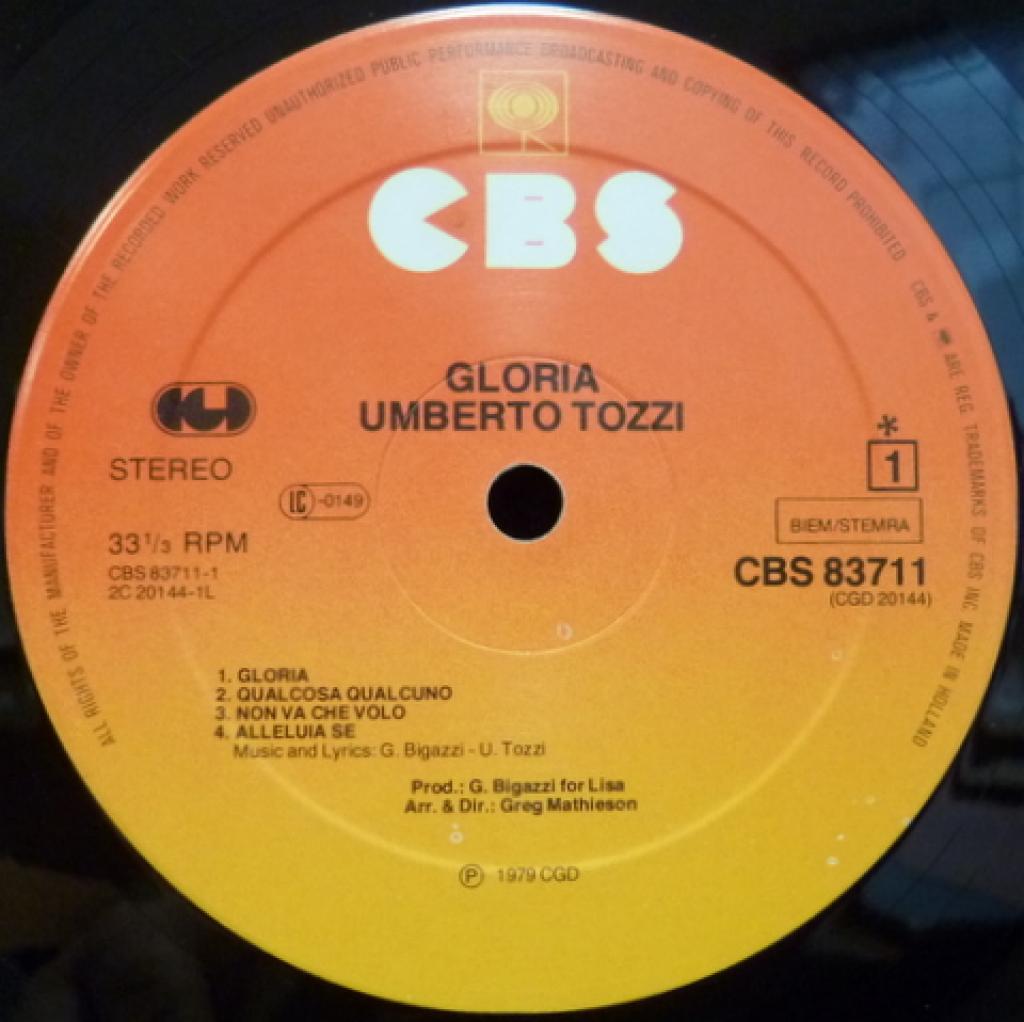 ALL RIGHTS OF THE MANUFACTURER AND OF THE OWNER OF THE RECORDED WORK RESERVED UNAUTHORIZED PUBLIC PERFORMANCE BROADCASTING AND COPYING OF THIS RECORD PROHIBITED
CBS & ARE REG. TRADEMARKS OF CBS INC. MADE IN HOLLAND
CBS
GLORIA
UMBERTO TOZZI
CGD
STEREO
LC -0149
33 1/3 RPM
CBS 83711-1
2C 20144-1L
*
1
BIEM/STEMRA
CBS 83711
(CGD 20144)
1. GLORIA
2. QUALCOSA QUALCUNO
3. NON VA CHE VOLO
4. ALLELUIA SE
Music and Lyrics: G. Bigazzi - U. Tozzi
Prod.: G. Bigazzi for Lisa
Arr. & Dir.: Greg Mathieson
Ⓟ 1979 CGD